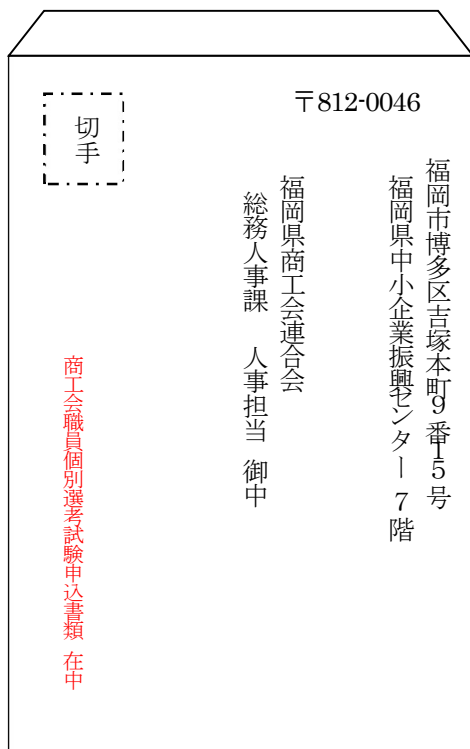 〒812-0046
福岡市博多区吉塚本町9番15号
福岡県中小企業振興センター 7階
福岡県商工会連合会
総務人事課 人事担当 御中
切手
商工会職員個別選考試験申込書類 在中